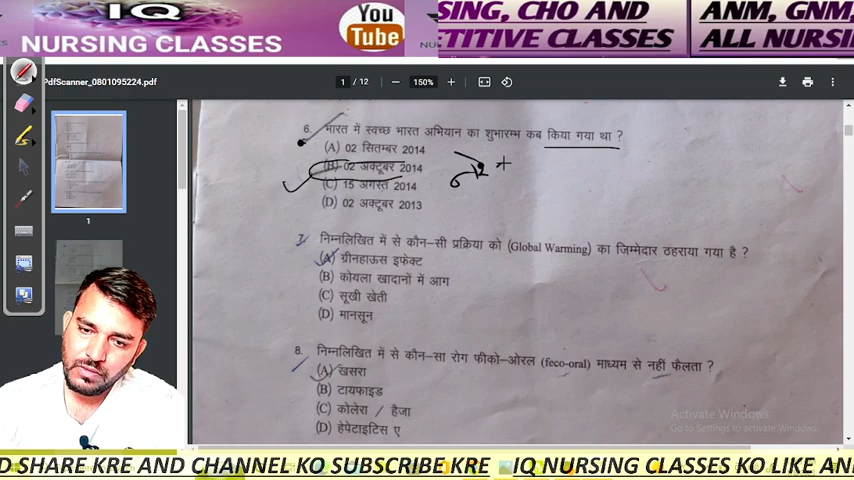 IQ
NURSING CLASSES
You
Tube
SING, CHO AND
ETITIVE CLASSES
ANM, GNM,
ALL NURSIN
PdfScanner_0801095224.pdf
1 / 12
150%
6. भारत में स्वच्छ भारत अभियान का शुभारम्भ कब किया गया था ?
(A) 02 सितम्बर 2014
(B) 02 अक्टूबर 2014
(C) 15 अगस्त 2014
(D) 02 अक्टूबर 2013
7. निम्नलिखित में से कौन-सी प्रक्रिया को (Global Warming) का जिम्मेदार ठहराया गया है ?
(A) ग्रीनहाऊस इफेक्ट
(B) कोयला खादानों में आग
(C) सूखी खेती
(D) मानसून
8. निम्नलिखित में से कौन-सा रोग फीको-ओरल (feco-oral) माध्यम से नहीं फैलता ?
(A) खसरा
(B) टायफाइड
(C) कोलेरा / हैजा
(D) हेपेटाइटिस ए
1
Activate Windows
Go to Settings to activate Windows.
D SHARE KRE AND CHANNEL KO SUBSCRIBE KRE IQ NURSING CLASSES KO LIKE AN